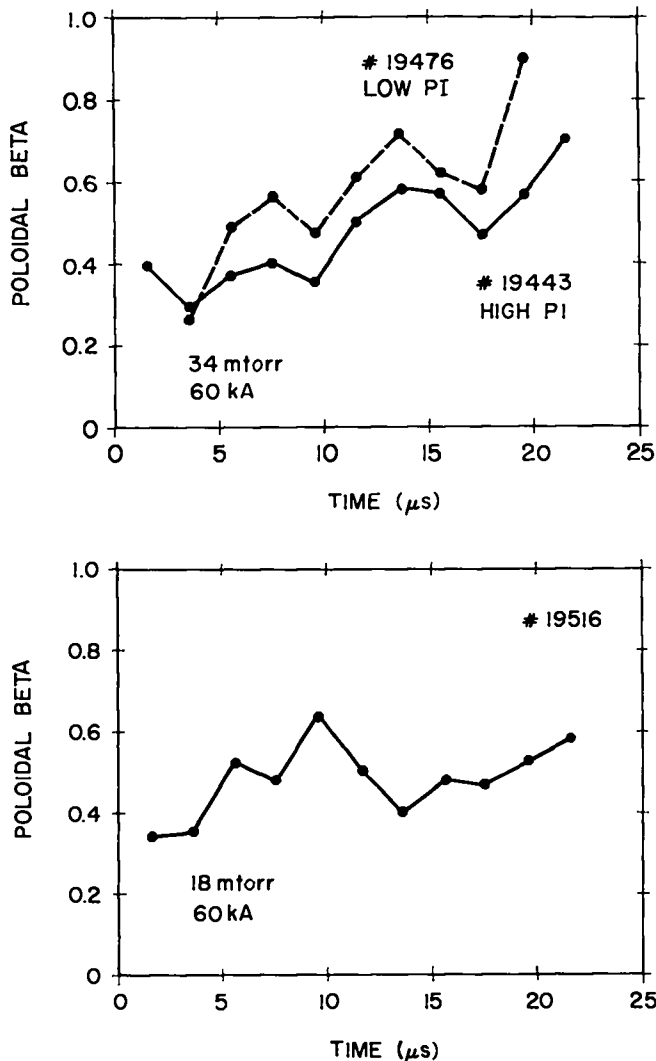 1.0
0.8
0.6
0.4
0.2
0
POLOIDAL BETA
# 19476
LOW PI
# 19443
HIGH PI
34 mtorr
60 kA
0 5 10 15 20 25
TIME (μs)
1.0
0.8
0.6
0.4
0.2
0
POLOIDAL BETA
# 19516
18 mtorr
60 kA
0 5 10 15 20 25
TIME (μs)